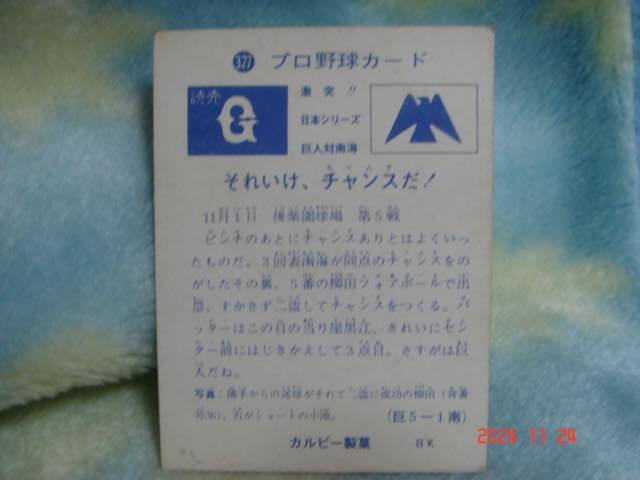 327 プロ野球カード
読売
G
激突!!
日本シリーズ
巨人対南海
それいけ、チャンスだ!
11月1日 後楽園球場 第5戦
ピンチのあとにチャンスありとはよくいっ
たものだ。3回表南海が同点のチャンスをの
がしたその裏、5番の柳田フォアボールで出
塁、すかさず二盗してチャンスをつくる。バ
ッターはこの日の当り屋黒江、きれいにセン
ター前にはじきかえして3点目。さすがは巨
人だね。
写真:捕手からの送球がそれて二盗に成功の柳田(背番
号36)、右がショートの小池。
(巨5-1南)
カルビー製菓 BK
2024 11 24